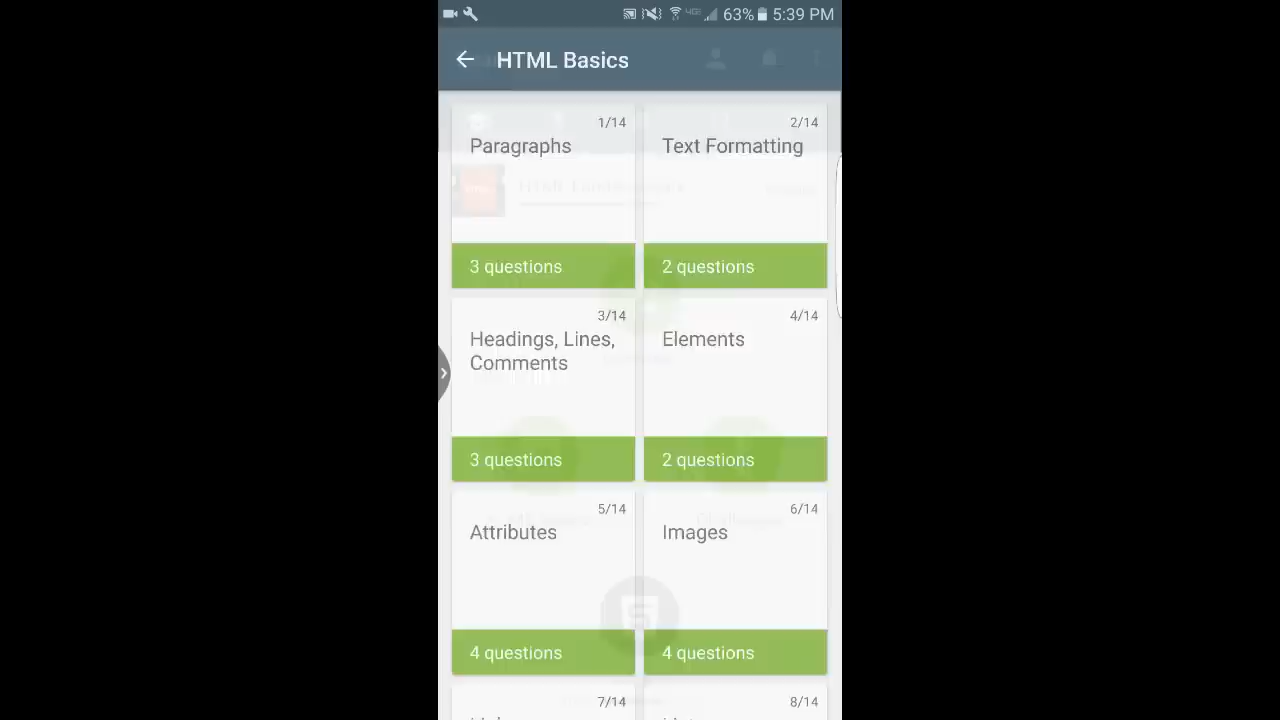 63% 5:39 PM
HTML Basics
1/14
Paragraphs
3 questions
2/14
Text Formatting
2 questions
3/14
Headings, Lines,
Comments
3 questions
4/14
Elements
2 questions
5/14
Attributes
4 questions
6/14
Images
4 questions
7/14
8/14